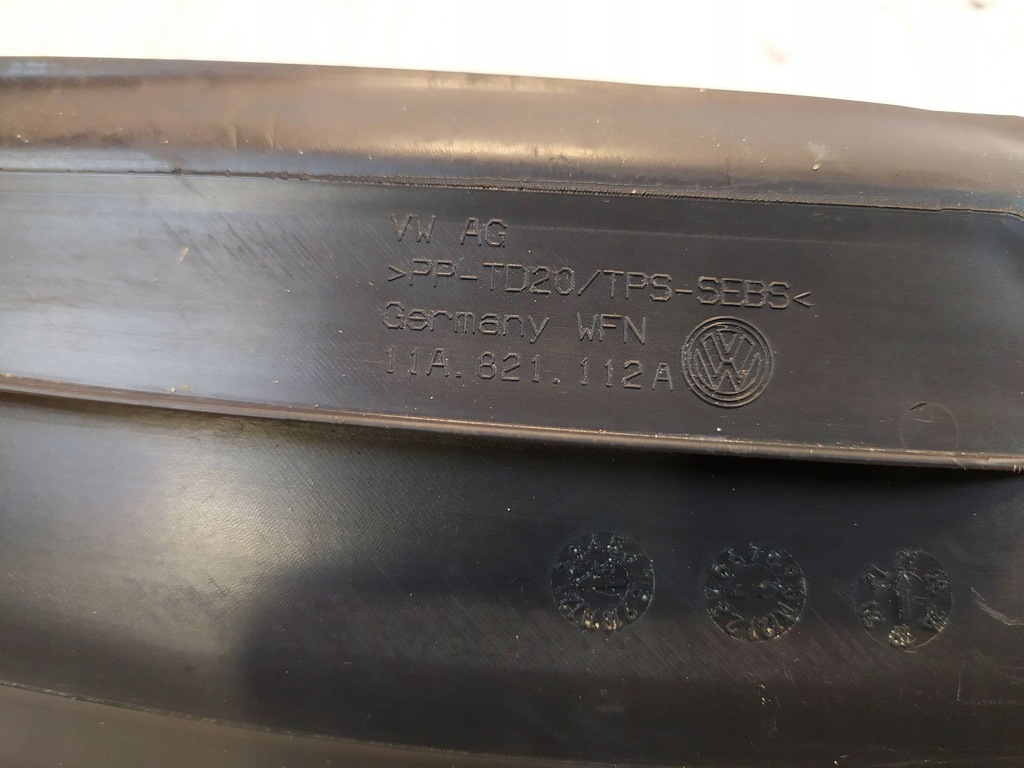 VW AG
>PP-TD20/TPS-SEBS<
Germany WFN
11A.821.112A